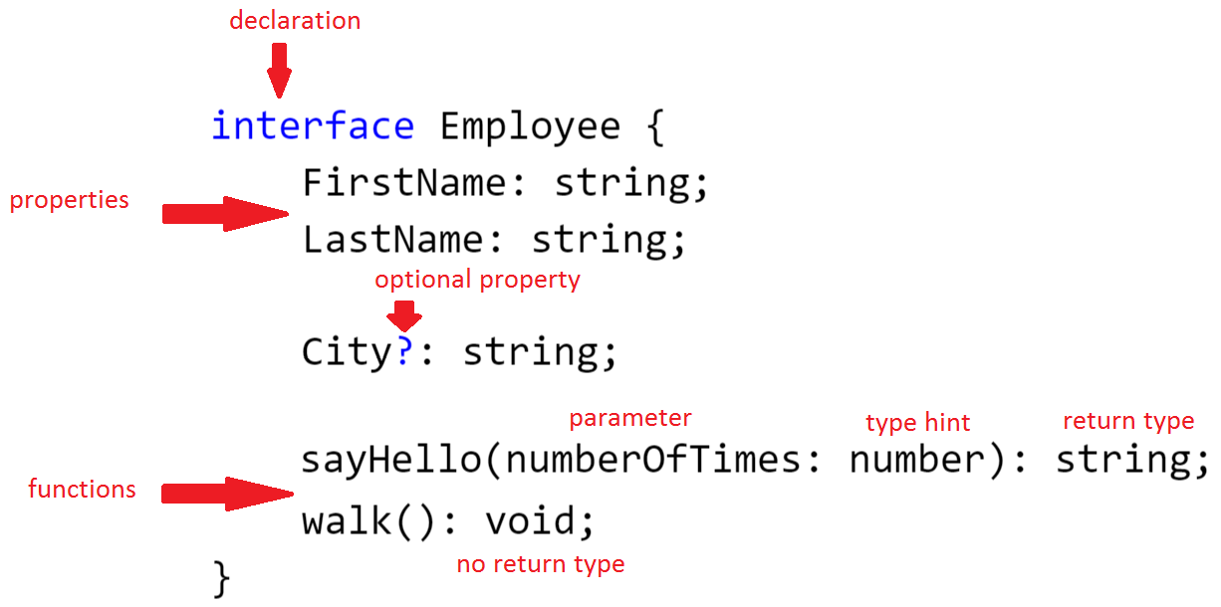 declaration
interface Employee {
properties
FirstName: string;
LastName: string;
optional property
City?: string;
parameter type hint return type
sayHello(numberOfTimes: number): string;
functions
walk(): void;
no return type
}